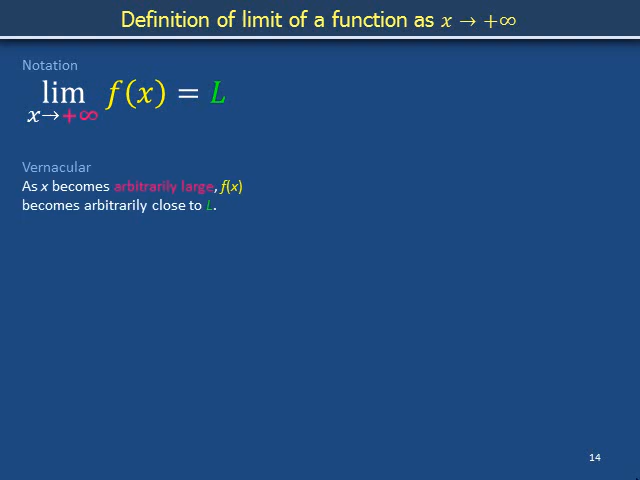 Definition of limit of a function as x → +∞
Notation
lim f(x) = L
x→+∞
Vernacular
As x becomes arbitrarily large, f(x)
becomes arbitrarily close to L.
14